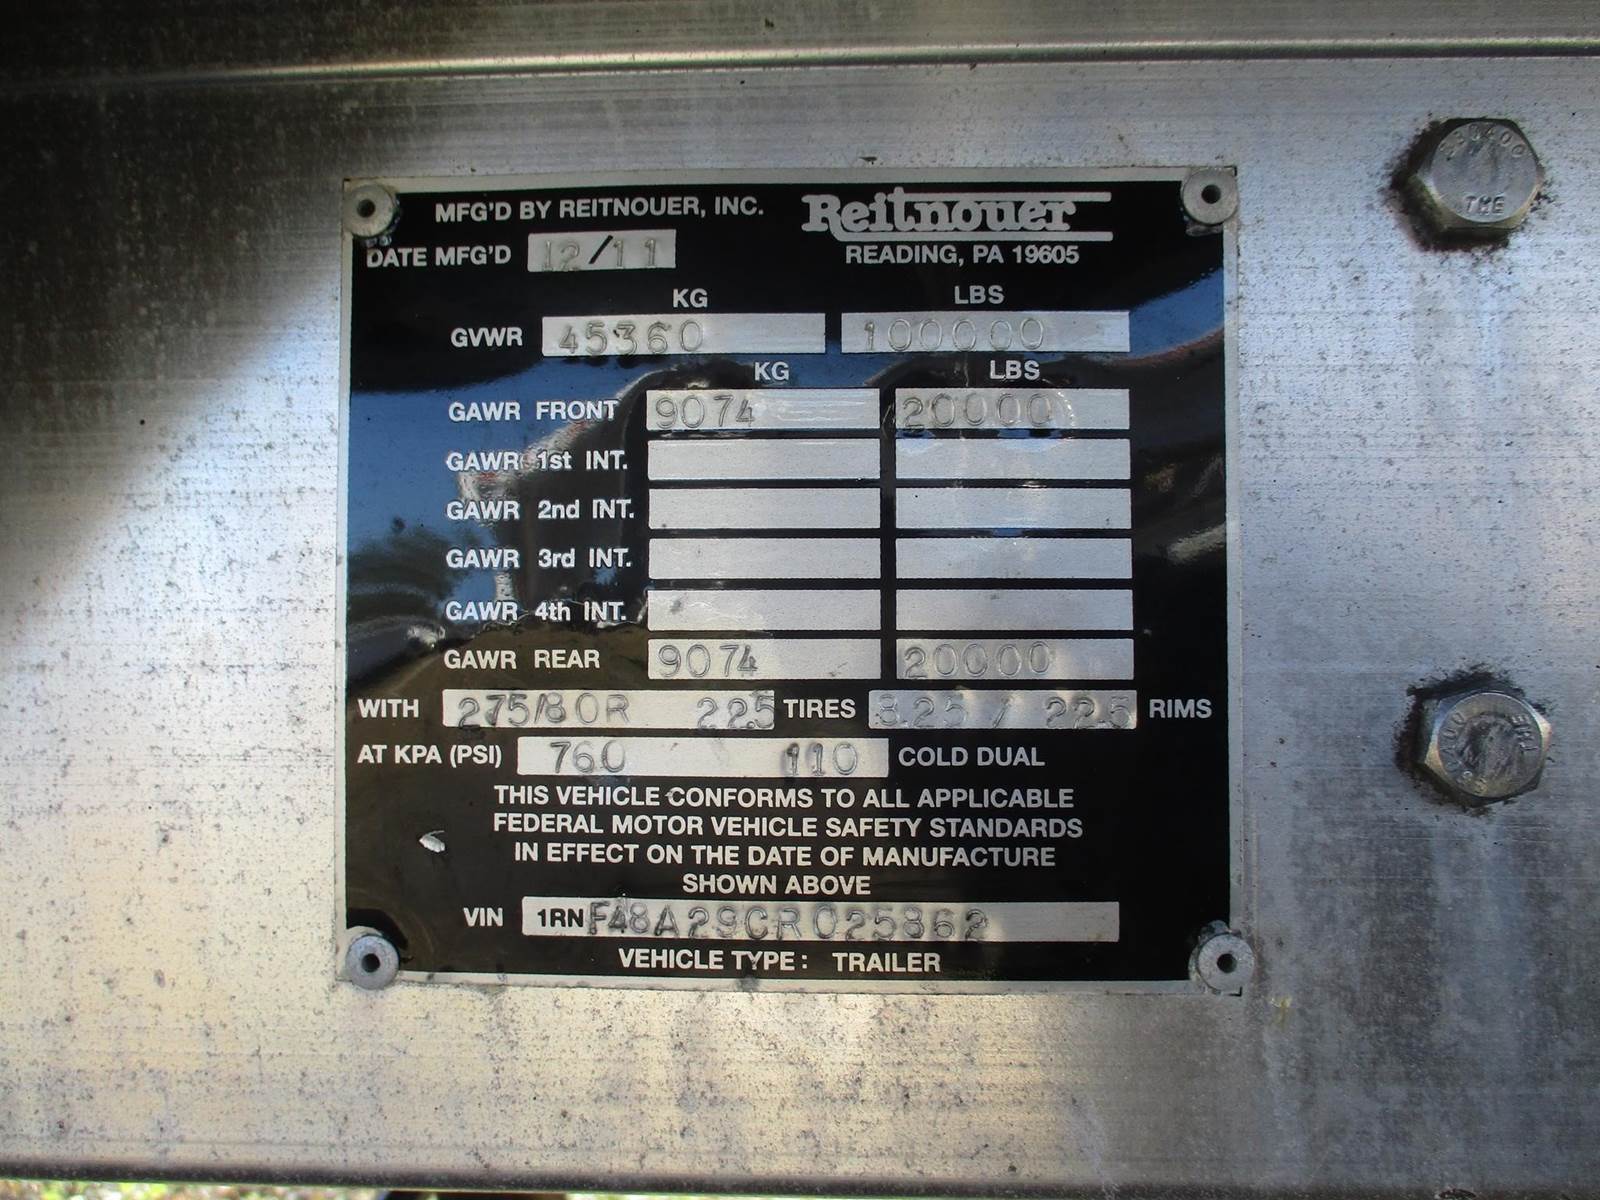 MFG'D BY REITNOUER, INC. Reitnouer
DATE MFG'D 12/11 READING, PA 19605
KG LBS
GVWR 45360 100000
KG LBS
GAWR FRONT 9074 20000
GAWR 1st INT.
GAWR 2nd INT.
GAWR 3rd INT.
GAWR 4th INT.
GAWR REAR 9074 20000
WITH 275/80R 22.5 TIRES 8.25 / 22.5 RIMS
AT KPA (PSI) 760 110 COLD DUAL
THIS VEHICLE CONFORMS TO ALL APPLICABLE
FEDERAL MOTOR VEHICLE SAFETY STANDARDS
IN EFFECT ON THE DATE OF MANUFACTURE
SHOWN ABOVE
VIN 1RNF48A29CR025862
VEHICLE TYPE: TRAILER
THE
THE